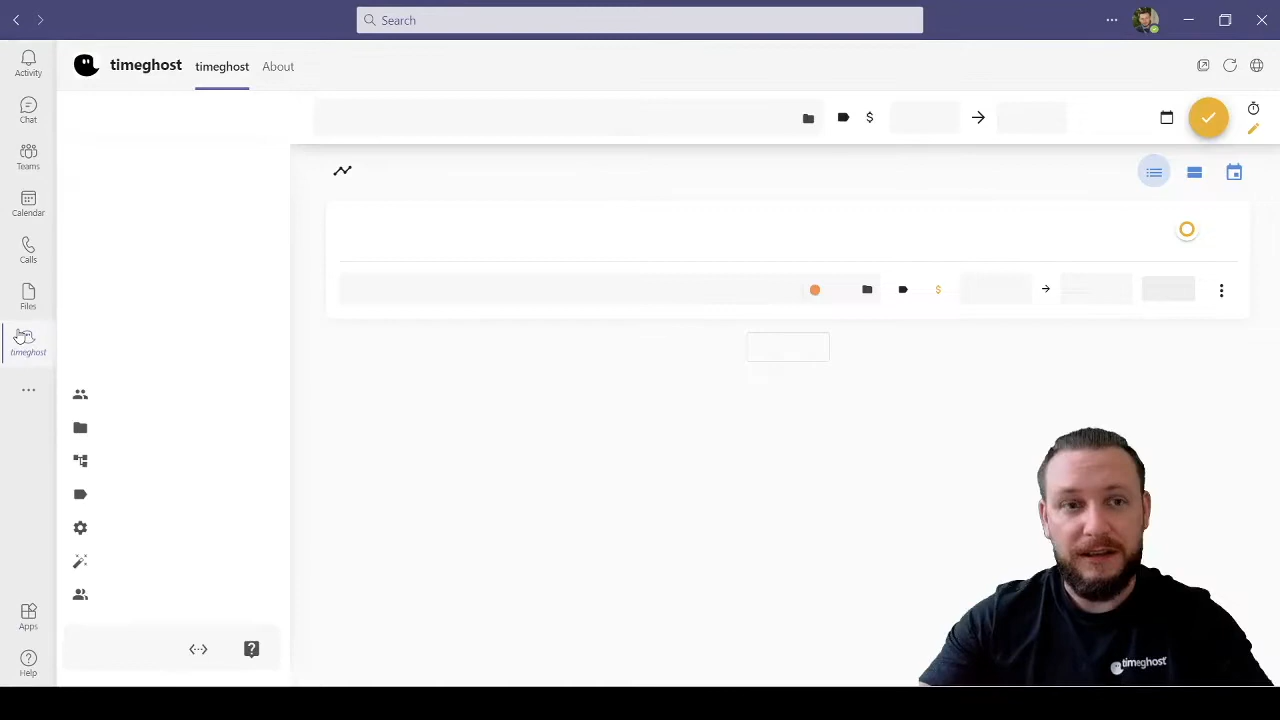 Search
Activity
Chat
Teams
Calendar
Calls
Files
timeghost
Apps
Help
timeghost
timeghost
About
$
$
timeghost